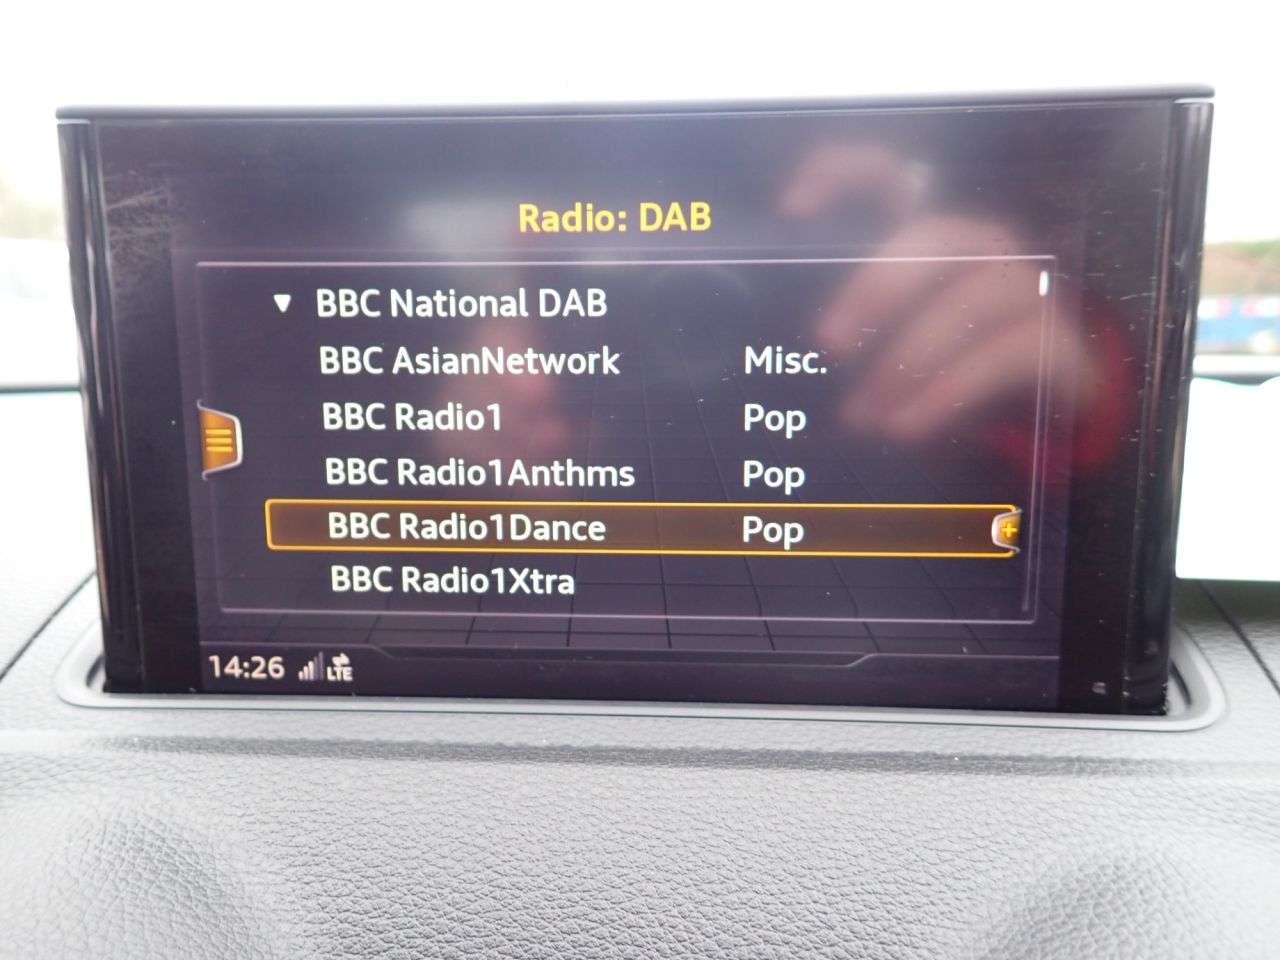 Radio: DAB
BBC National DAB
BBC AsianNetwork Misc.
BBC Radio1 Pop
BBC Radio1Anthms Pop
BBC Radio1Dance Pop
BBC Radio1Xtra
14:26 LTE